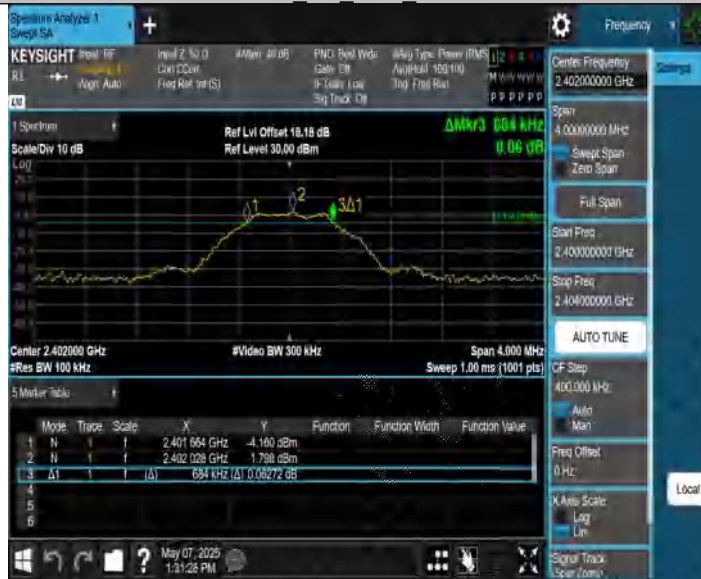 Spectrum Analyzer 1
Swept SA
+
Frequency
KEYSIGHT
Input: RF
Input Z: 50 Ω
#Atten: 40 dB
PNO: Best Wide
#Avg Type: Power (RMS
RL
Corr CCorr
Gate: Off
Avg|Hold: 100/100
Align: Auto
Freq Ref: Int (S)
IF Gain: Low
Trig: Free Run
Sig Track: Off
P P P P P
Center Frequency
2.402000000 GHz
Settings
Span
4.00000000 MHz
Swept Span
Zero Span
Full Span
Start Freq
2.400000000 GHz
Stop Freq
2.404000000 GHz
AUTO TUNE
CF Step
400.000 kHz
Auto
Man
Freq Offset
0 Hz
X Axis Scale
Log
Lin
Signal Track
(Span Zoom)
Local
1 Spectrum
Ref Lvl Offset 18.18 dB
ΔMkr3 684 kHz
Scale/Div 10 dB
Ref Level 30.00 dBm
0.06 dB
Log
1
2
3Δ1
Center 2.402000 GHz
#Video BW 300 kHz
Span 4.000 MHz
#Res BW 100 kHz
Sweep 1.00 ms (1001 pts)
5 Marker Table
Mode Trace Scale X Y Function Function Width Function Value
1 N 1 f 2.401 664 GHz -4.160 dBm
2 N 1 f 2.402 028 GHz 1.798 dBm
3 Δ1 1 f (Δ) 684 kHz (Δ) 0.06272 dB
4
5
6
?
May 07, 2025
1:31:28 PM